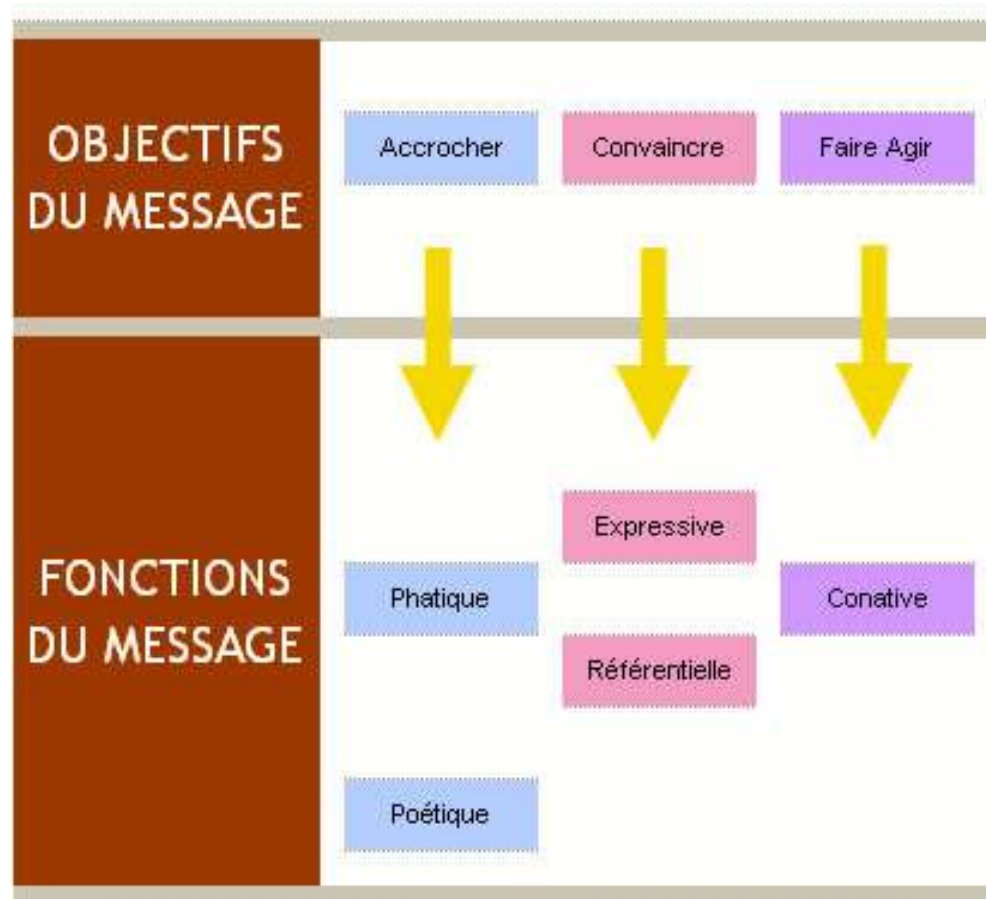 OBJECTIFS
DU MESSAGE
Accrocher
Convaincre
Faire Agir
FONCTIONS
DU MESSAGE
Expressive
Phatique
Conative
Référentielle
Poétique